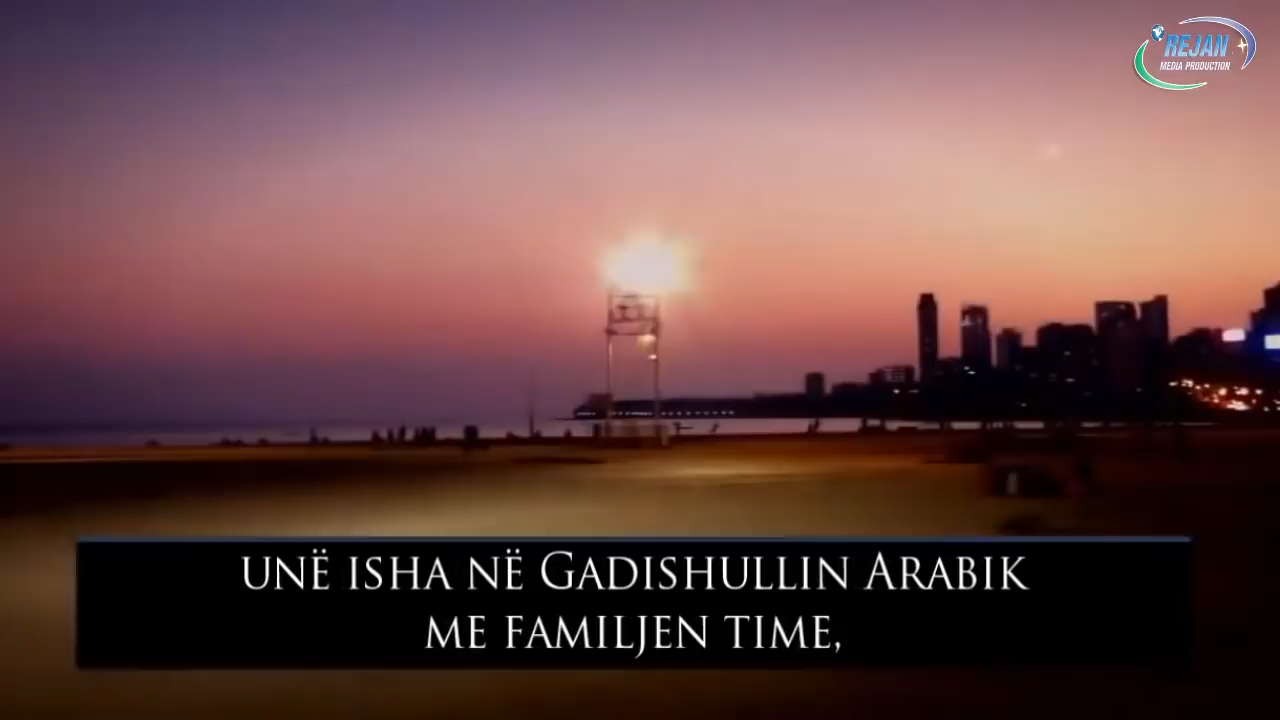 REJAN
MEDIA PRODUCTION
UNË ISHA NË GADISHULLIN ARABIK
ME FAMILJEN TIME,